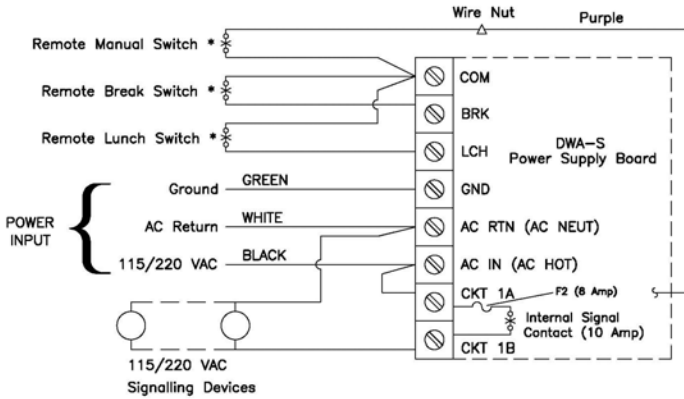 Wire Nut
Purple
Remote Manual Switch *
COM
Remote Break Switch *
BRK
DWA-S
Power Supply Board
Remote Lunch Switch *
LCH
POWER
INPUT
Ground
GREEN
GND
AC Return
WHITE
AC RTN (AC NEUT)
115/220 VAC
BLACK
AC IN (AC HOT)
CKT 1A
F2 (8 Amp)
Internal Signal
Contact (10 Amp)
CKT 1B
115/220 VAC
Signalling Devices